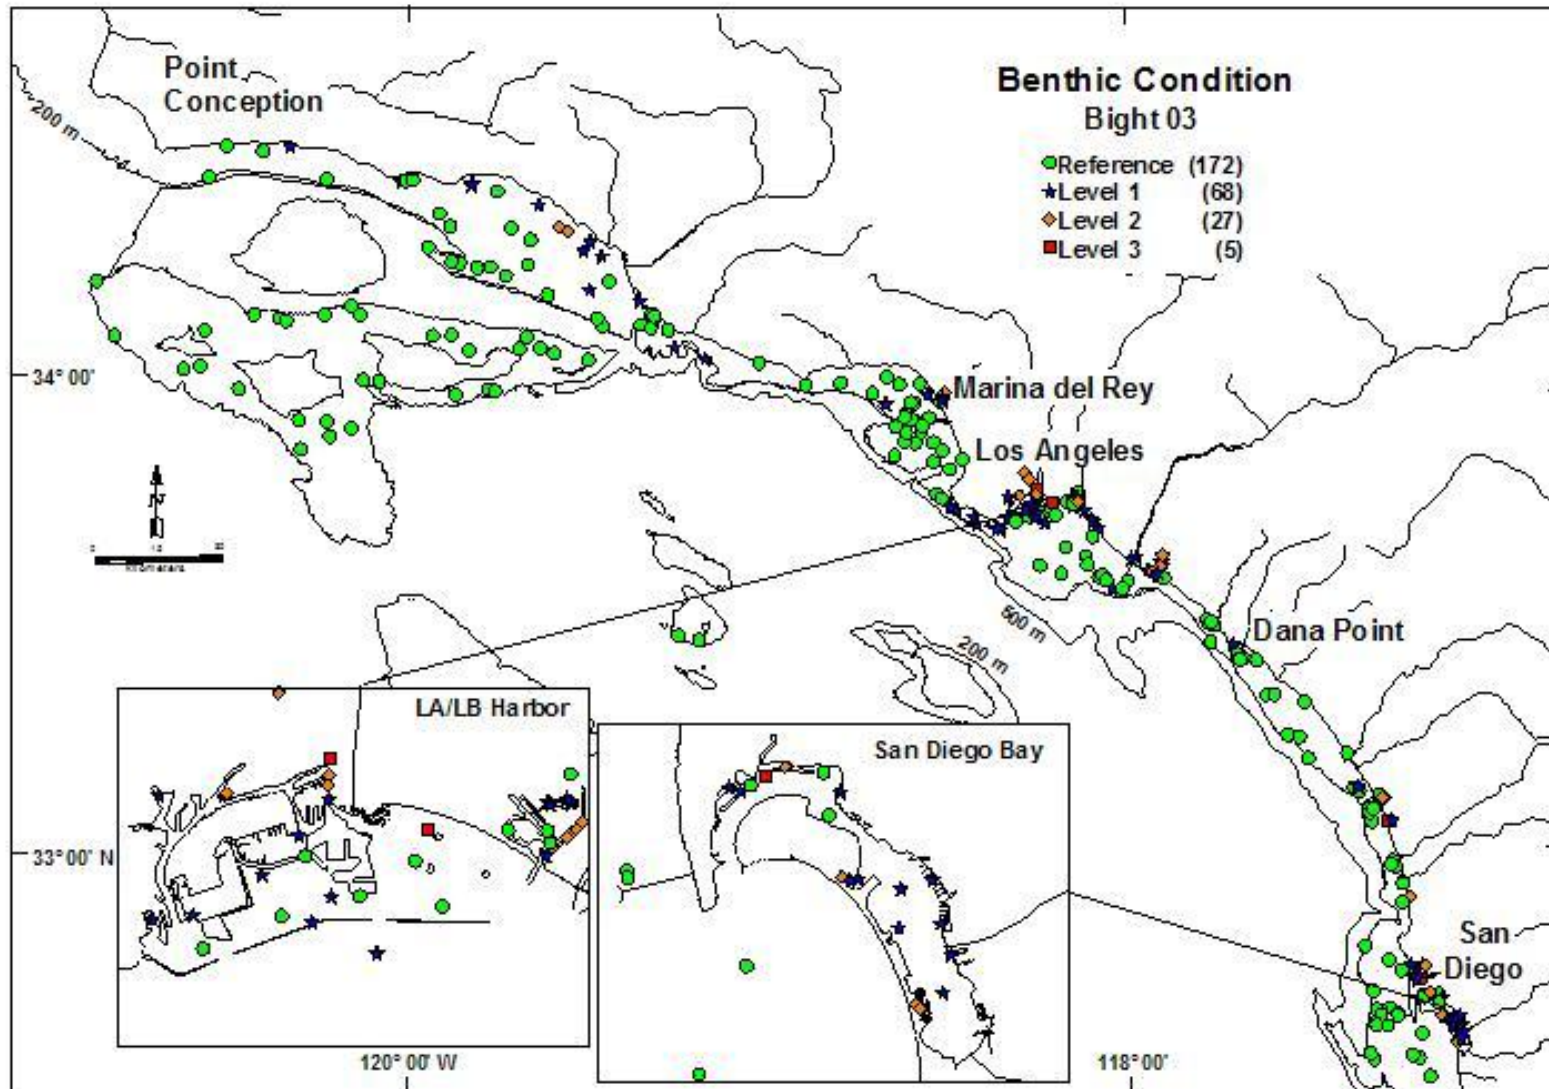 Point
Conception
200 m
Benthic Condition
Bight 03
Reference (172)
Level 1 (68)
Level 2 (27)
Level 3 (5)
34° 00'
Marina del Rey
Los Angeles
N
500 m
200 m
Dana Point
LA/LB Harbor
San Diego Bay
33° 00' N
San
Diego
120° 00' W
118° 00'